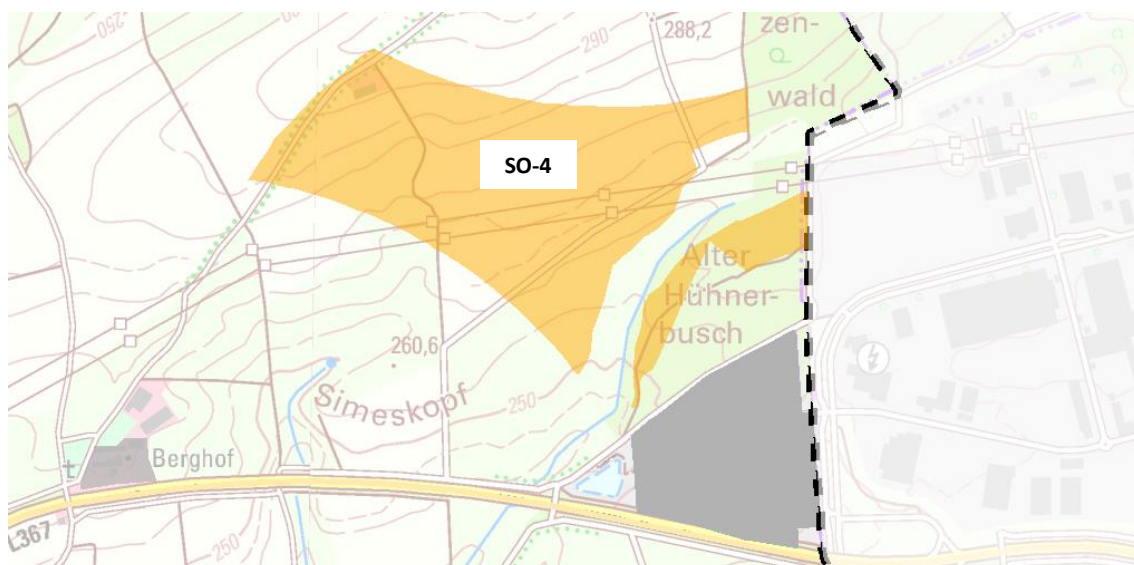 250
290
288,2
zen-
wald
SO-4
Alter
Hühner-
busch
260,6
Simeskopf
250
Berghof
L367
250